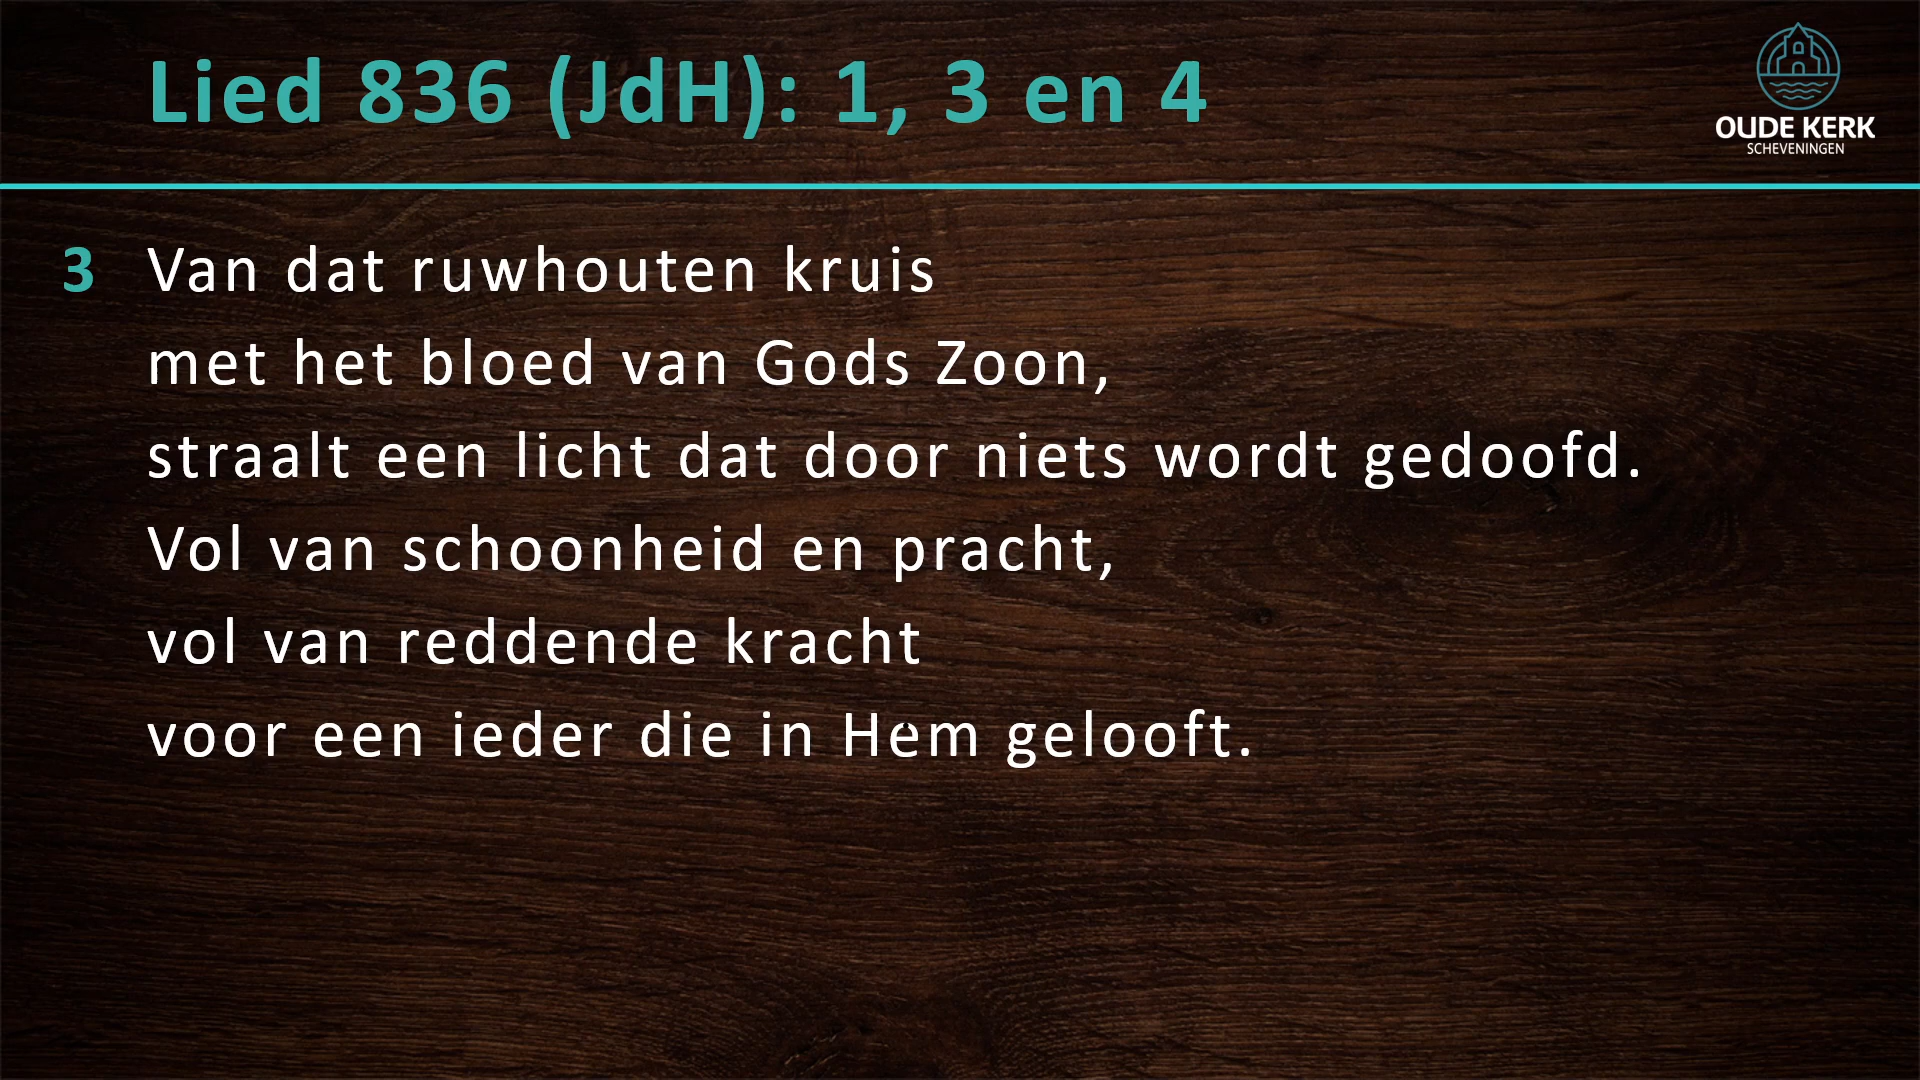 Lied 836 (JdH): 1, 3 en 4
OUDE KERK
SCHEVENINGEN
3 Van dat ruwhouten kruis
met het bloed van Gods Zoon,
straalt een licht dat door niets wordt gedoofd.
Vol van schoonheid en pracht,
vol van reddende kracht
voor een ieder die in Hem gelooft.